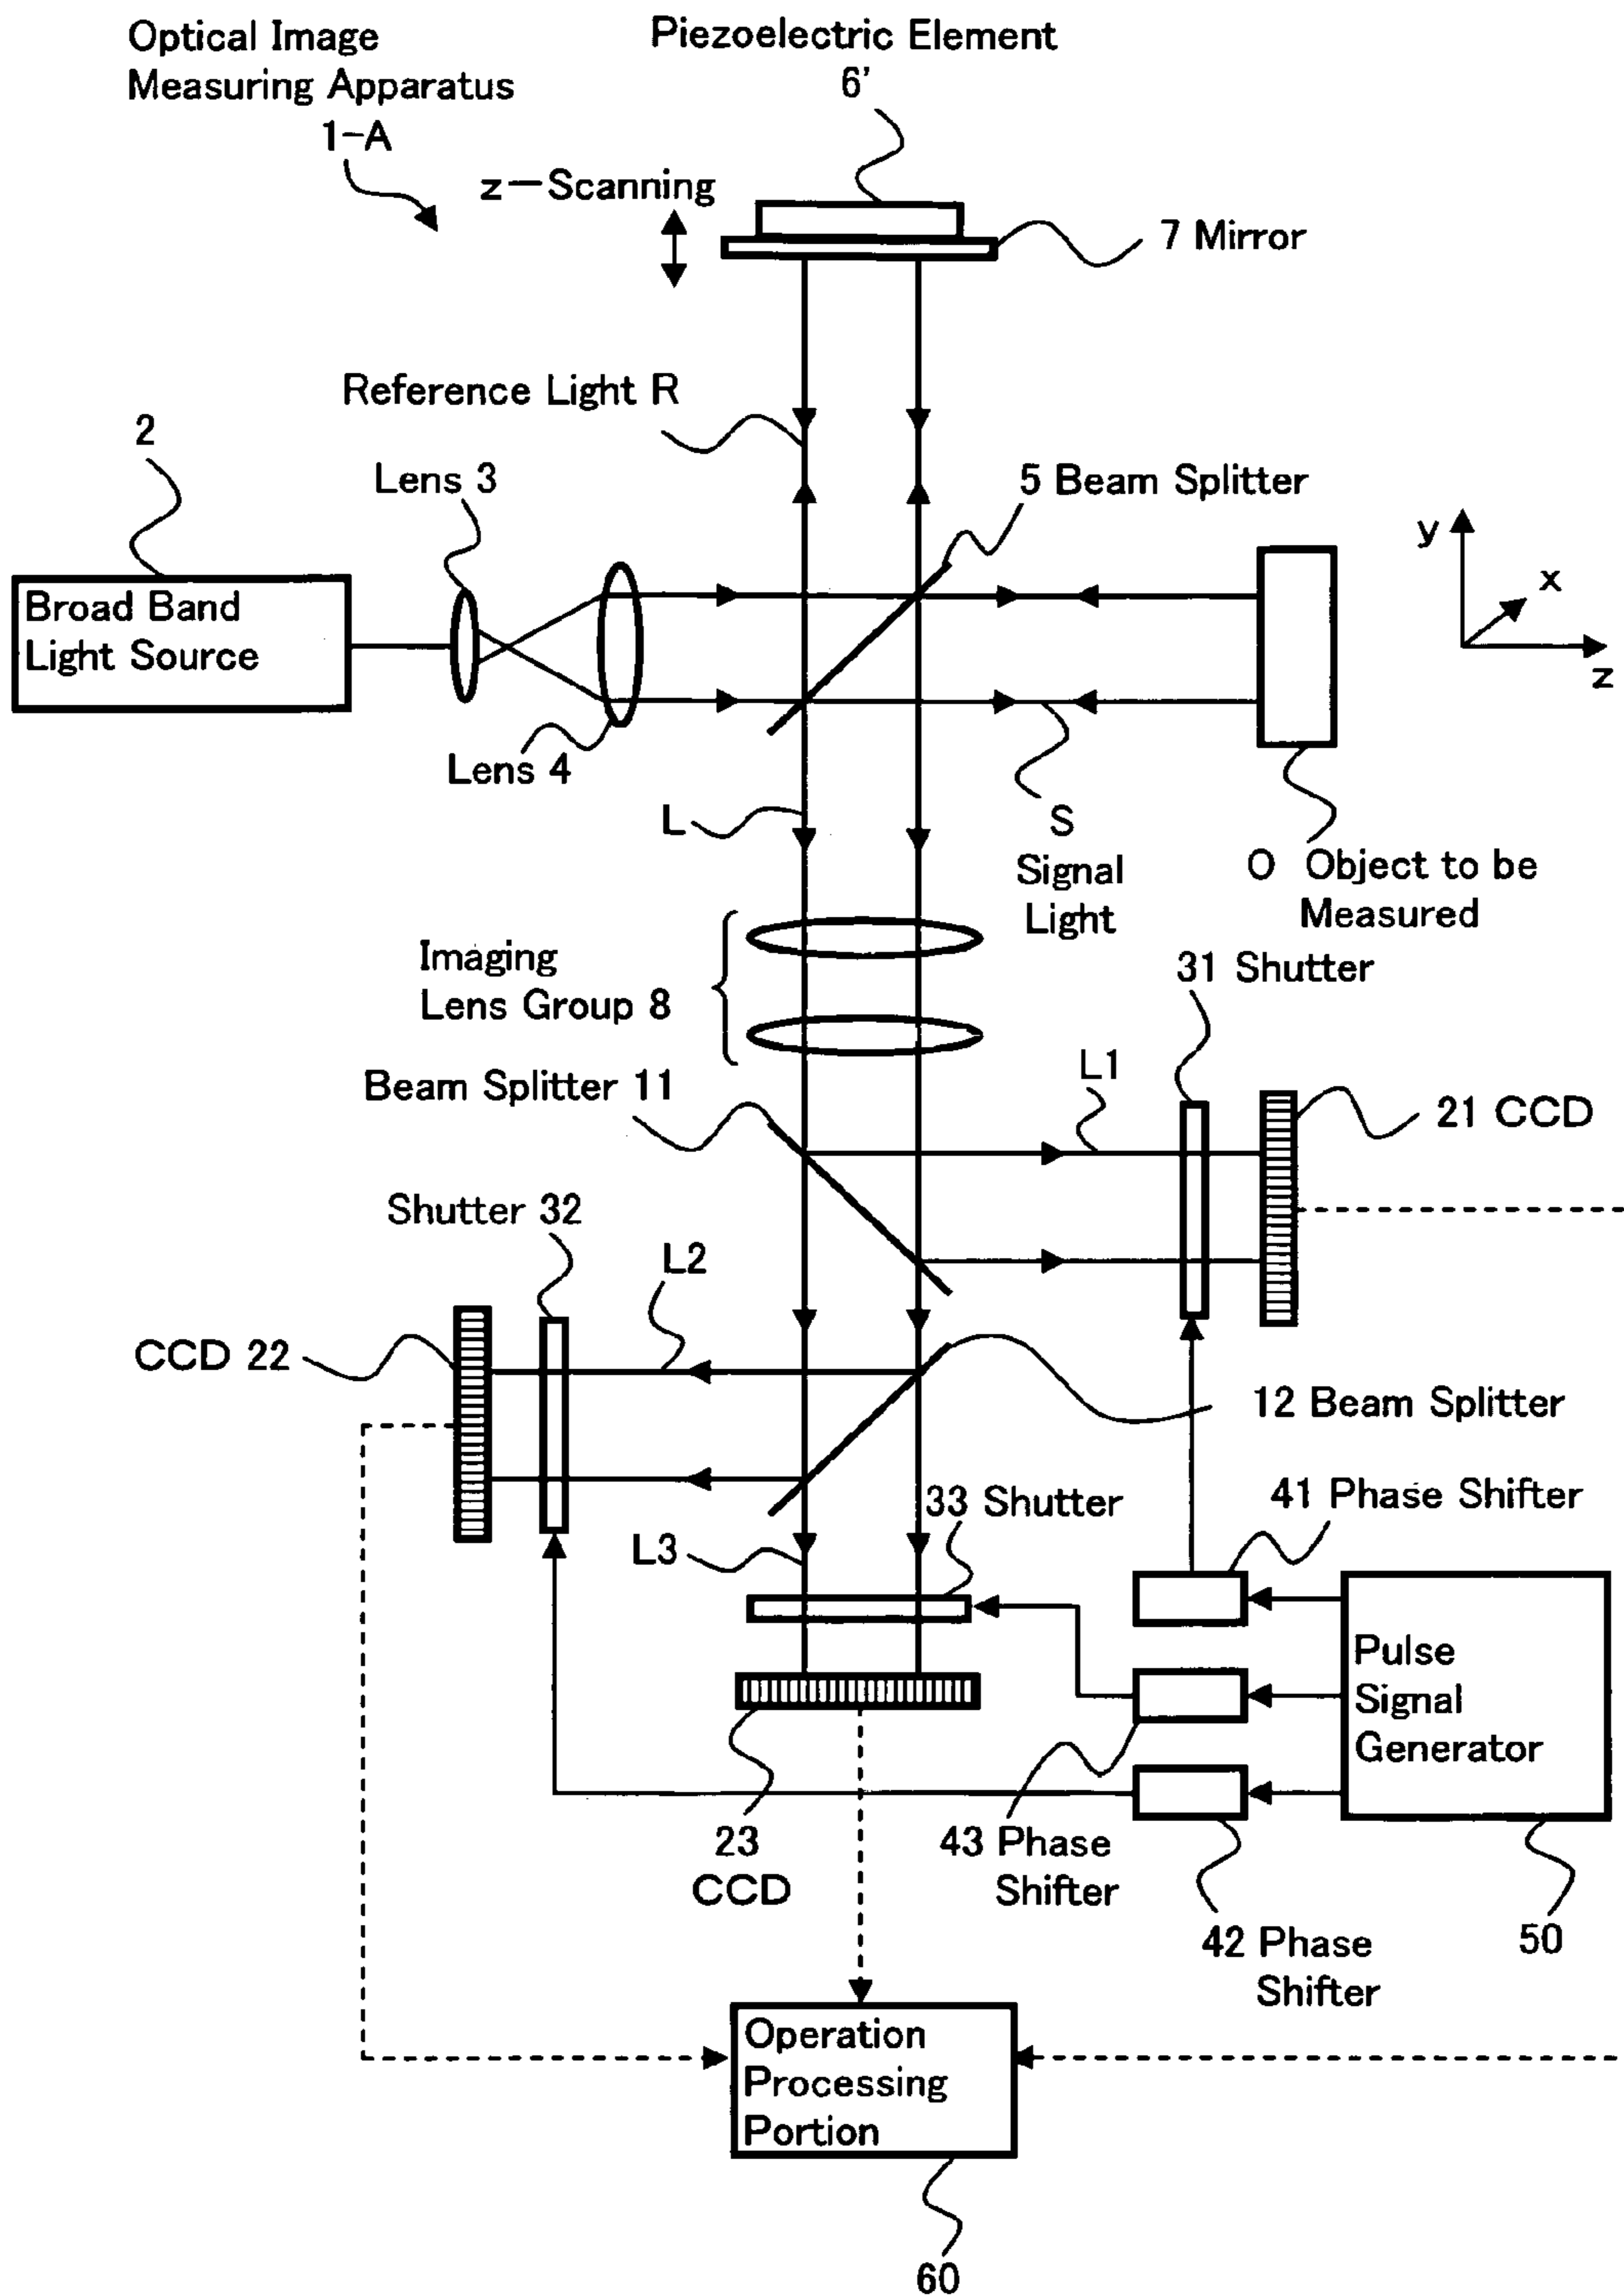 Optical Image
Measuring Apparatus
1-A
Piezoelectric Element
6'
z-Scanning
7 Mirror
Reference Light R
2
Lens 3
5 Beam Splitter
y
x
z
Broad Band
Light Source
Lens 4
L
S
Signal
Light
O Object to be
Measured
Imaging
Lens Group 8
31 Shutter
Beam Splitter 11
L1
21 CCD
Shutter 32
L2
CCD 22
12 Beam Splitter
33 Shutter
41 Phase Shifter
L3
Pulse
Signal
Generator
23
CCD
43 Phase
Shifter
42 Phase
Shifter
50
Operation
Processing
Portion
60